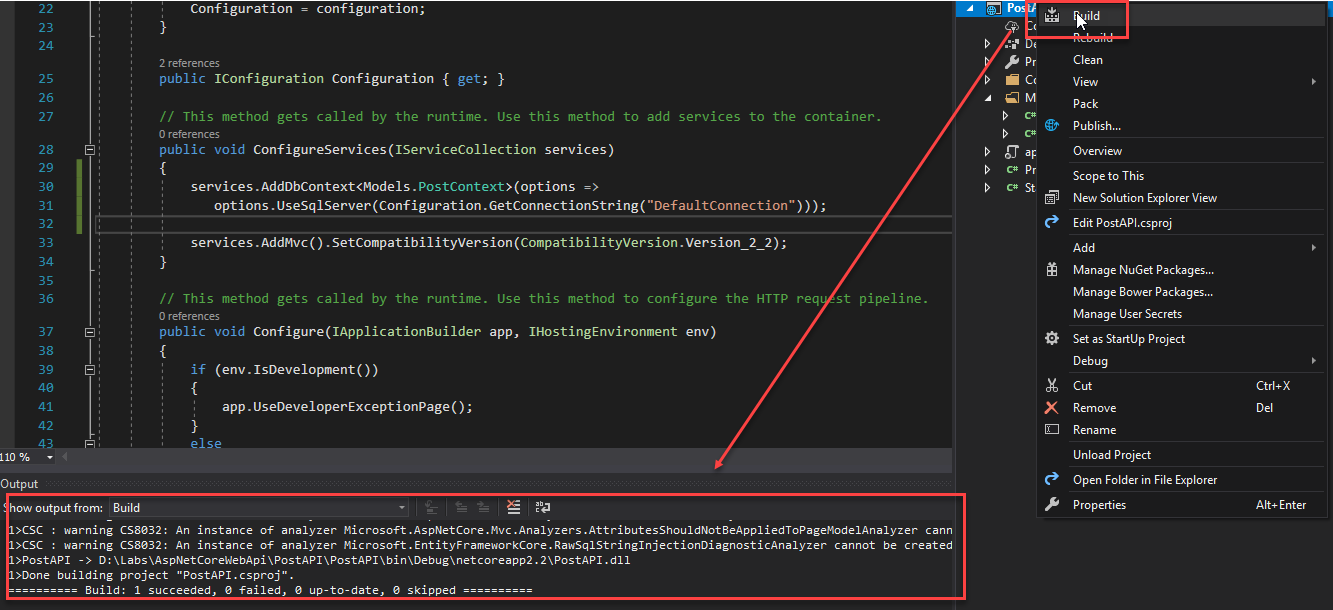 22 Configuration = configuration;
23 }
24
2 references
25 public IConfiguration Configuration { get; }
26
27 // This method gets called by the runtime. Use this method to add services to the container.
0 references
28 public void ConfigureServices(IServiceCollection services)
29 {
30 services.AddDbContext<Models.PostContext>(options =>
31 options.UseSqlServer(Configuration.GetConnectionString("DefaultConnection")));
32
33 services.AddMvc().SetCompatibilityVersion(CompatibilityVersion.Version_2_2);
34 }
35
36 // This method gets called by the runtime. Use this method to configure the HTTP request pipeline.
0 references
37 public void Configure(IApplicationBuilder app, IHostingEnvironment env)
38 {
39 if (env.IsDevelopment())
40 {
41 app.UseDeveloperExceptionPage();
42 }
43 else
110 %
Output
Show output from: Build
1>CSC : warning CS8032: An instance of analyzer Microsoft.AspNetCore.Mvc.Analyzers.AttributesShouldNotBeAppliedToPageModelAnalyzer cann
1>CSC : warning CS8032: An instance of analyzer Microsoft.EntityFrameworkCore.RawSqlStringInjectionDiagnosticAnalyzer cannot be created
1>PostAPI -> D:\Labs\AspNetCoreWebApi\PostAPI\PostAPI\bin\Debug\netcoreapp2.2\PostAPI.dll
1>Done building project "PostAPI.csproj".
========== Build: 1 succeeded, 0 failed, 0 up-to-date, 0 skipped ==========
PostA
De
Pr
Co
M
C#
C#
ap
C# Pr
C# St
Build
Rebuild
Clean
View
Pack
Publish...
Overview
Scope to This
New Solution Explorer View
Edit PostAPI.csproj
Add
Manage NuGet Packages...
Manage Bower Packages...
Manage User Secrets
Set as StartUp Project
Debug
Cut Ctrl+X
Remove Del
Rename
Unload Project
Open Folder in File Explorer
Properties Alt+Enter